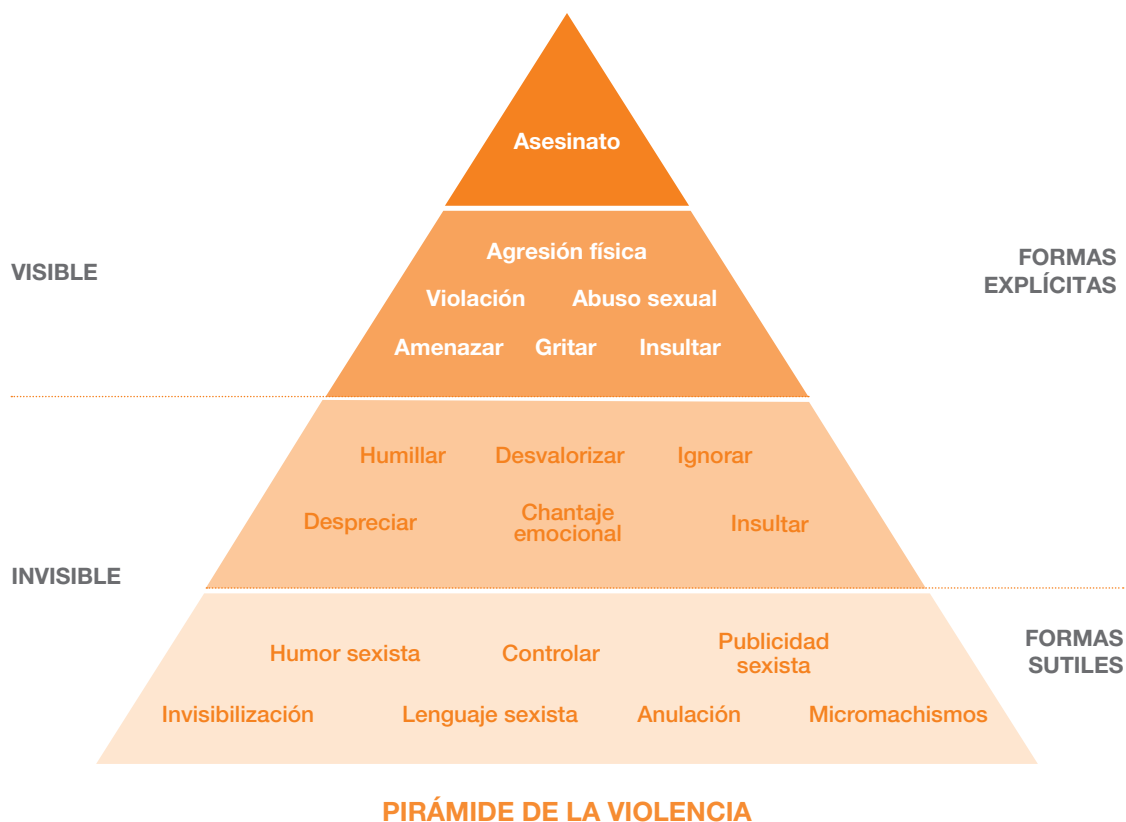 Asesinato
VISIBLE
Agresión física
Violación Abuso sexual
Amenazar Gritar Insultar
FORMAS
EXPLÍCITAS
Humillar Desvalorizar Ignorar
Despreciar Chantaje
emocional Insultar
INVISIBLE
Humor sexista Controlar Publicidad
sexista
Invisibilización Lenguaje sexista Anulación Micromachismos
FORMAS
SUTILES
PIRÁMIDE DE LA VIOLENCIA